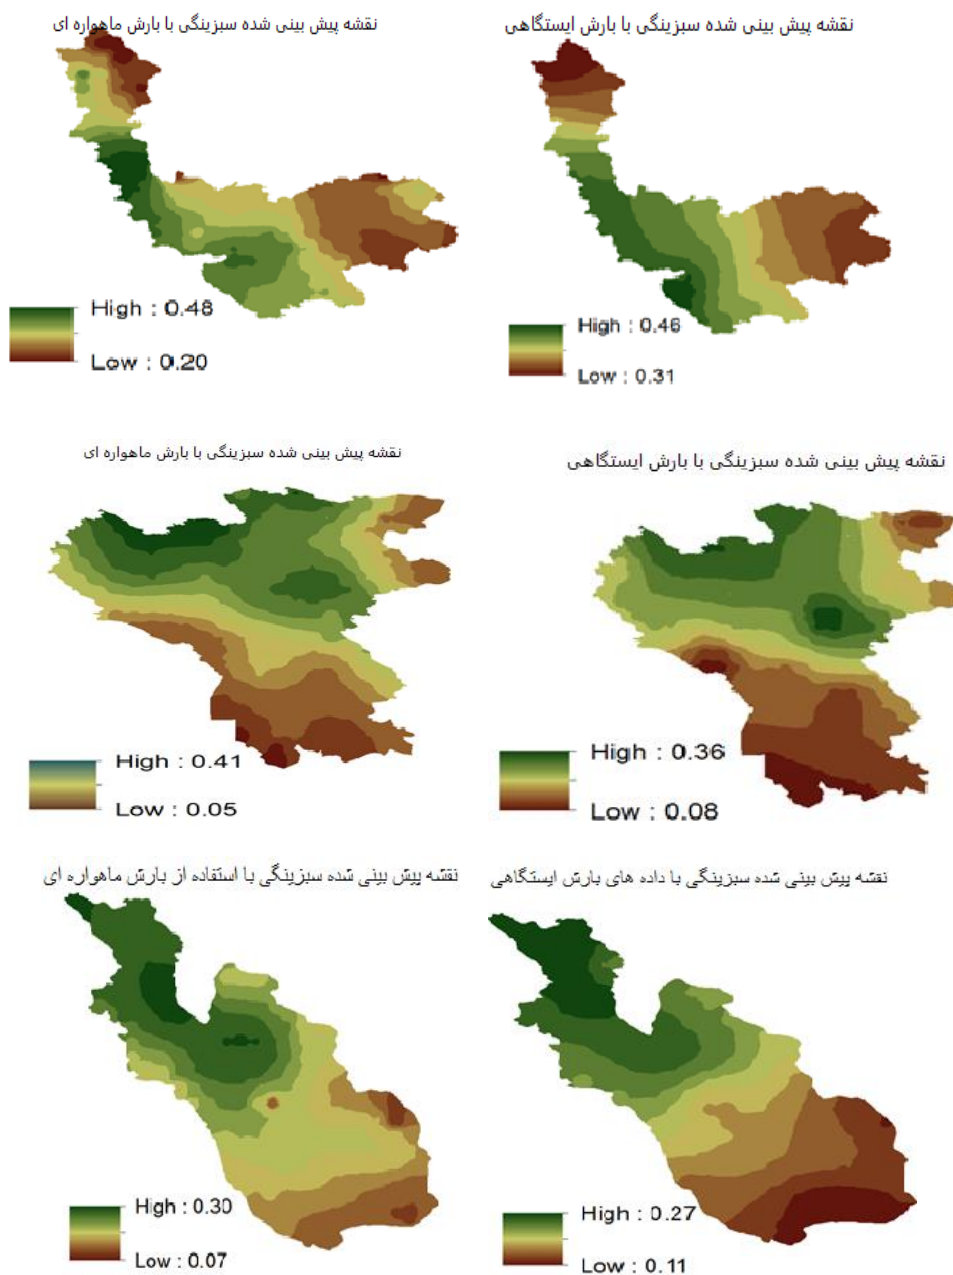 نقشه پیش بینی شده سبزینگی با بارش ایستگاهی
نقشه پیش بینی شده سبزینگی با بارش ماهواره ای
High : 0.48
Low : 0.20
High : 0.46
Low : 0.31
نقشه پیش بینی شده سبزینگی با بارش ماهواره ای
نقشه پیش بینی شده سبزینگی با بارش ایستگاهی
High : 0.41
Low : 0.05
High : 0.36
Low : 0.08
نقشه پیش بینی شده سبزینگی با استفاده از بارش ماهواره ای
نقشه پیش بینی شده سبزینگی با داده های بارش ایستگاهی
High : 0.30
Low : 0.07
High : 0.27
Low : 0.11